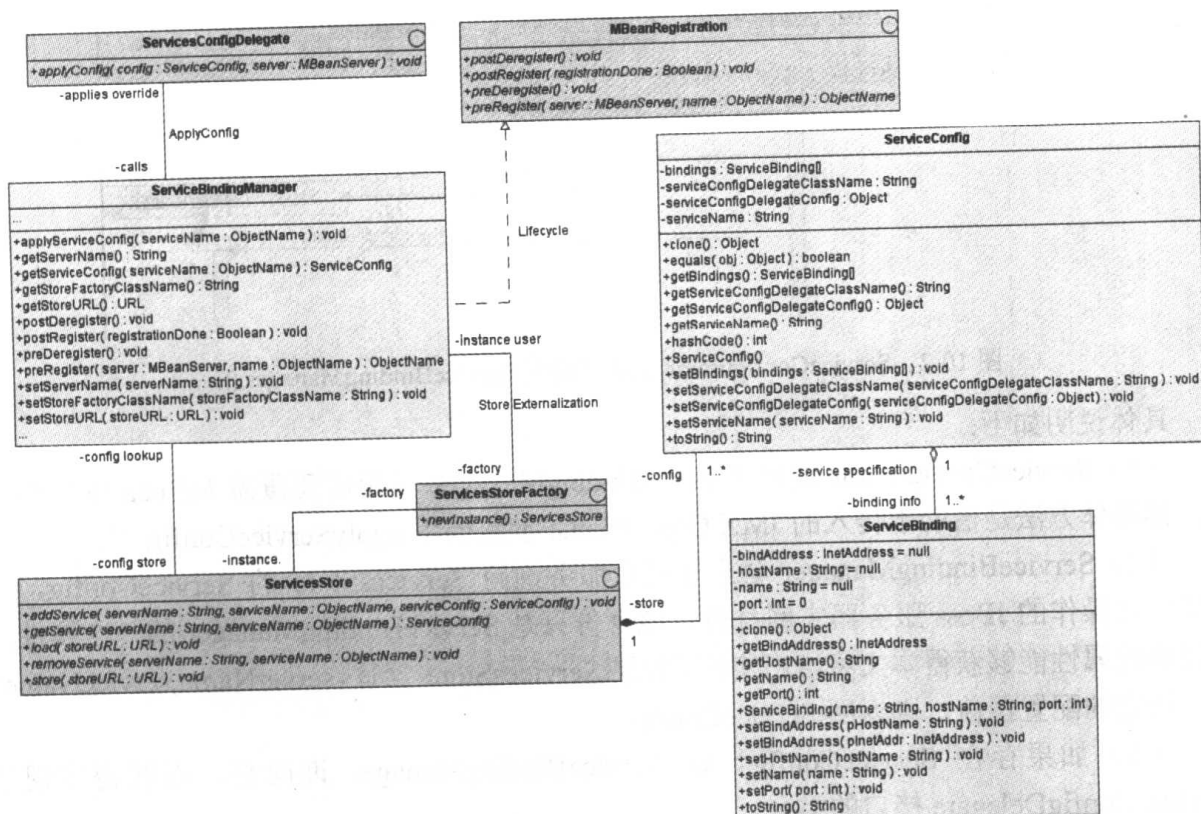 ServicesConfigDelegate
+applyConfig( config : ServiceConfig, server : MBeanServer ) : void
-applies override
ApplyConfig
-calls
MBeanRegistration
+postDeregister() : void
+postRegister( registrationDone : Boolean ) : void
+preDeregister() : void
+preRegister( server : MBeanServer, name : ObjectName ) : ObjectName
Lifecycle
ServiceBindingManager
...
+applyServiceConfig( serviceName : ObjectName ) : void
+getServerName() : String
+getServiceConfig( serviceName : ObjectName ) : ServiceConfig
+getStoreFactoryClassName() : String
+getStoreURL() : URL
+postDeregister() : void
+postRegister( registrationDone : Boolean ) : void
+preDeregister() : void
+preRegister( server : MBeanServer, name : ObjectName ) : ObjectName
+setServerName( serverName : String ) : void
+setStoreFactoryClassName( storeFactoryClassName : String ) : void
+setStoreURL( storeURL : URL ) : void
...
-instance user
Store Externalization
-factory
-config lookup
-config store
-factory
-instance.
ServicesStoreFactory
+newInstance() : ServicesStore
ServicesStore
+addService( serverName : String, serviceName : ObjectName, serviceConfig : ServiceConfig ) : void
+getService( serverName : String, serviceName : ObjectName ) : ServiceConfig
+load( storeURL : URL ) : void
+removeService( serverName : String, serviceName : ObjectName ) : void
+store( storeURL : URL ) : void
-store
1
-config
1..*
ServiceConfig
-bindings : ServiceBinding[]
-serviceConfigDelegateClassName : String
-serviceConfigDelegateConfig : Object
-serviceName : String
+clone() : Object
+equals( obj : Object ) : boolean
+getBindings() : ServiceBinding[]
+getServiceConfigDelegateClassName() : String
+getServiceConfigDelegateConfig() : Object
+getServiceName() : String
+hashCode() : int
+ServiceConfig()
+setBindings( bindings : ServiceBinding[] ) : void
+setServiceConfigDelegateClassName( serviceConfigDelegateClassName : String ) : void
+setServiceConfigDelegateConfig( serviceConfigDelegateConfig : Object ) : void
+setServiceName( serviceName : String ) : void
+toString() : String
-service specification
1
-binding info
1..*
ServiceBinding
-bindAddress : InetAddress = null
-hostName : String = null
-name : String = null
-port : int = 0
+clone() : Object
+getBindAddress() : InetAddress
+getHostName() : String
+getName() : String
+getPort() : int
+ServiceBinding( name : String, hostName : String, port : int )
+setBindAddress( pHostName : String ) : void
+setBindAddress( pInetAddr : InetAddress ) : void
+setHostName( hostName : String ) : void
+setName( name : String ) : void
+setPort( port : int ) : void
+toString() : String